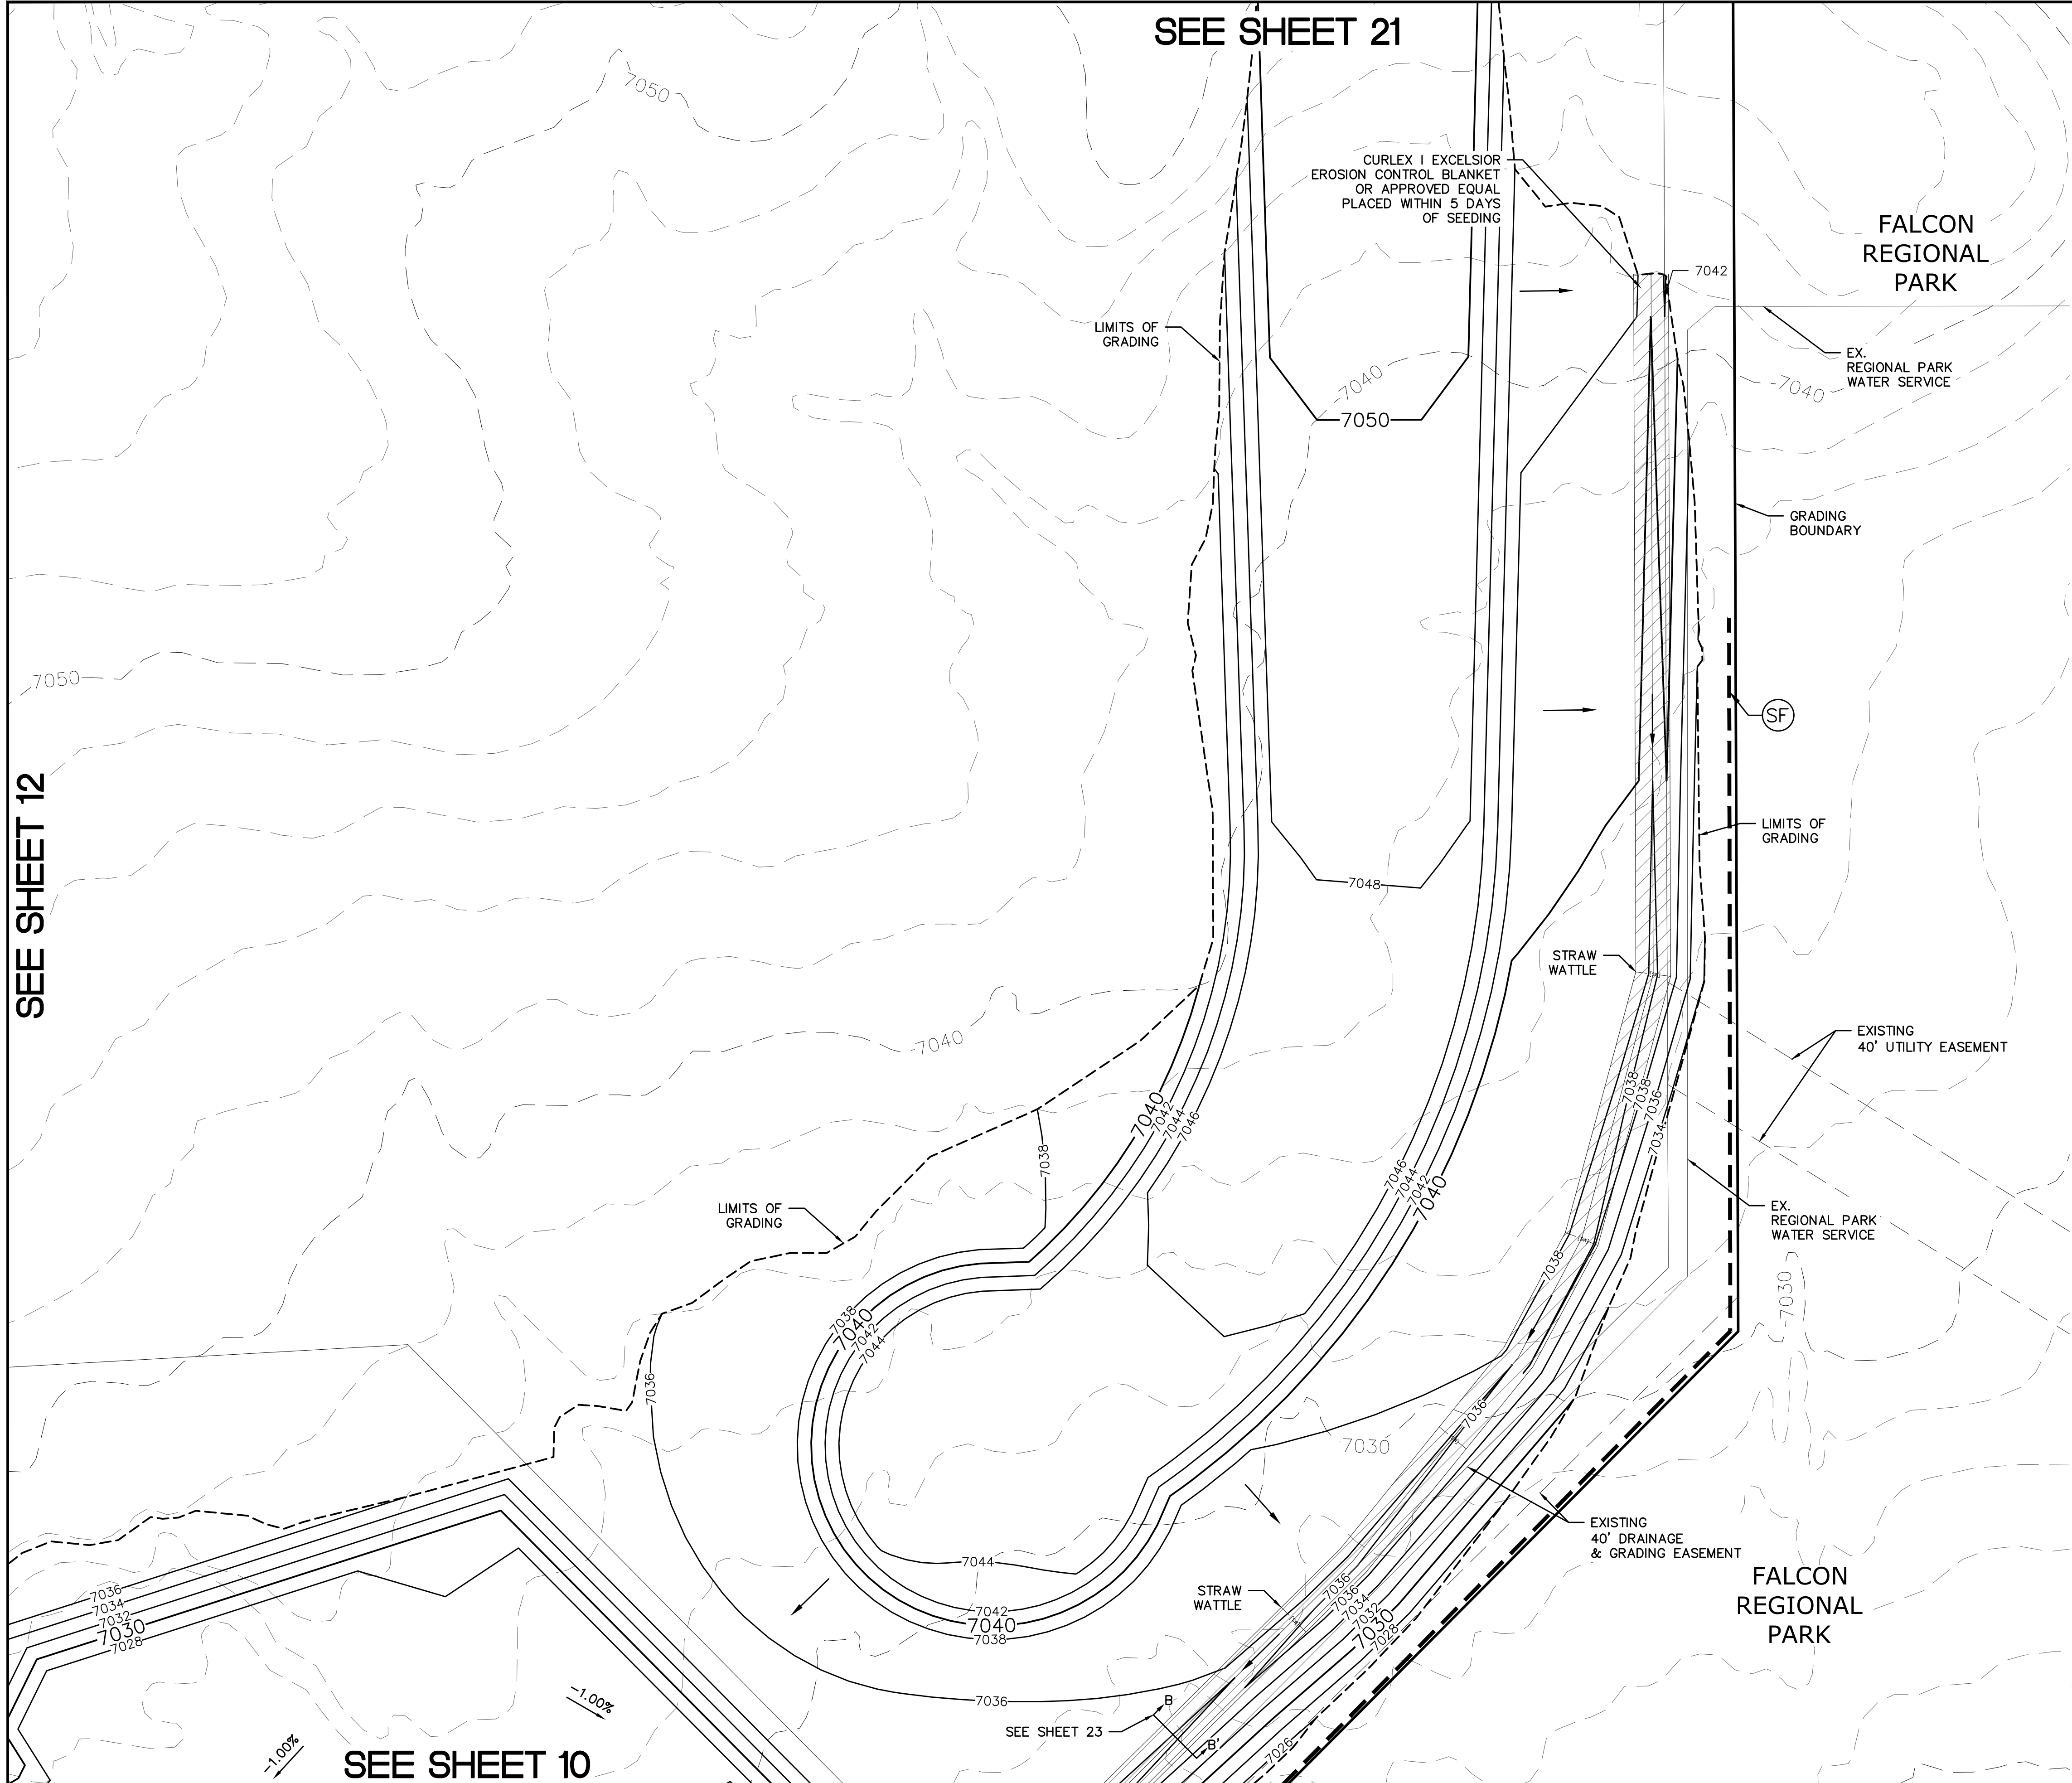 SEE SHEET 21
7050
CURLEX I EXCELSIOR
EROSION CONTROL BLANKET
OR APPROVED EQUAL
PLACED WITHIN 5 DAYS
OF SEEDING
FALCON
REGIONAL
PARK
7042
LIMITS OF
GRADING
EX.
REGIONAL PARK
WATER SERVICE
7040
7040
7050
GRADING
BOUNDARY
7050
SF
SEE SHEET 12
LIMITS OF
GRADING
7048
STRAW
WATTLE
EXISTING
40' UTILITY EASEMENT
7040
7038
7038
7036
7034
7040
7042
7044
7046
7038
7046
7044
7042
7040
LIMITS OF
GRADING
EX.
REGIONAL PARK
WATER SERVICE
7038
7030
7038
7040
7042
7044
7036
7036
7030
EXISTING
40' DRAINAGE
& GRADING EASEMENT
7044
FALCON
REGIONAL
PARK
STRAW
WATTLE
7036
7036
7034
7032
7030
7028
7036
7034
7032
7030
7028
7042
7040
7038
7036
B
SEE SHEET 23
B'
7026
-1.00%
-1.00%
SEE SHEET 10